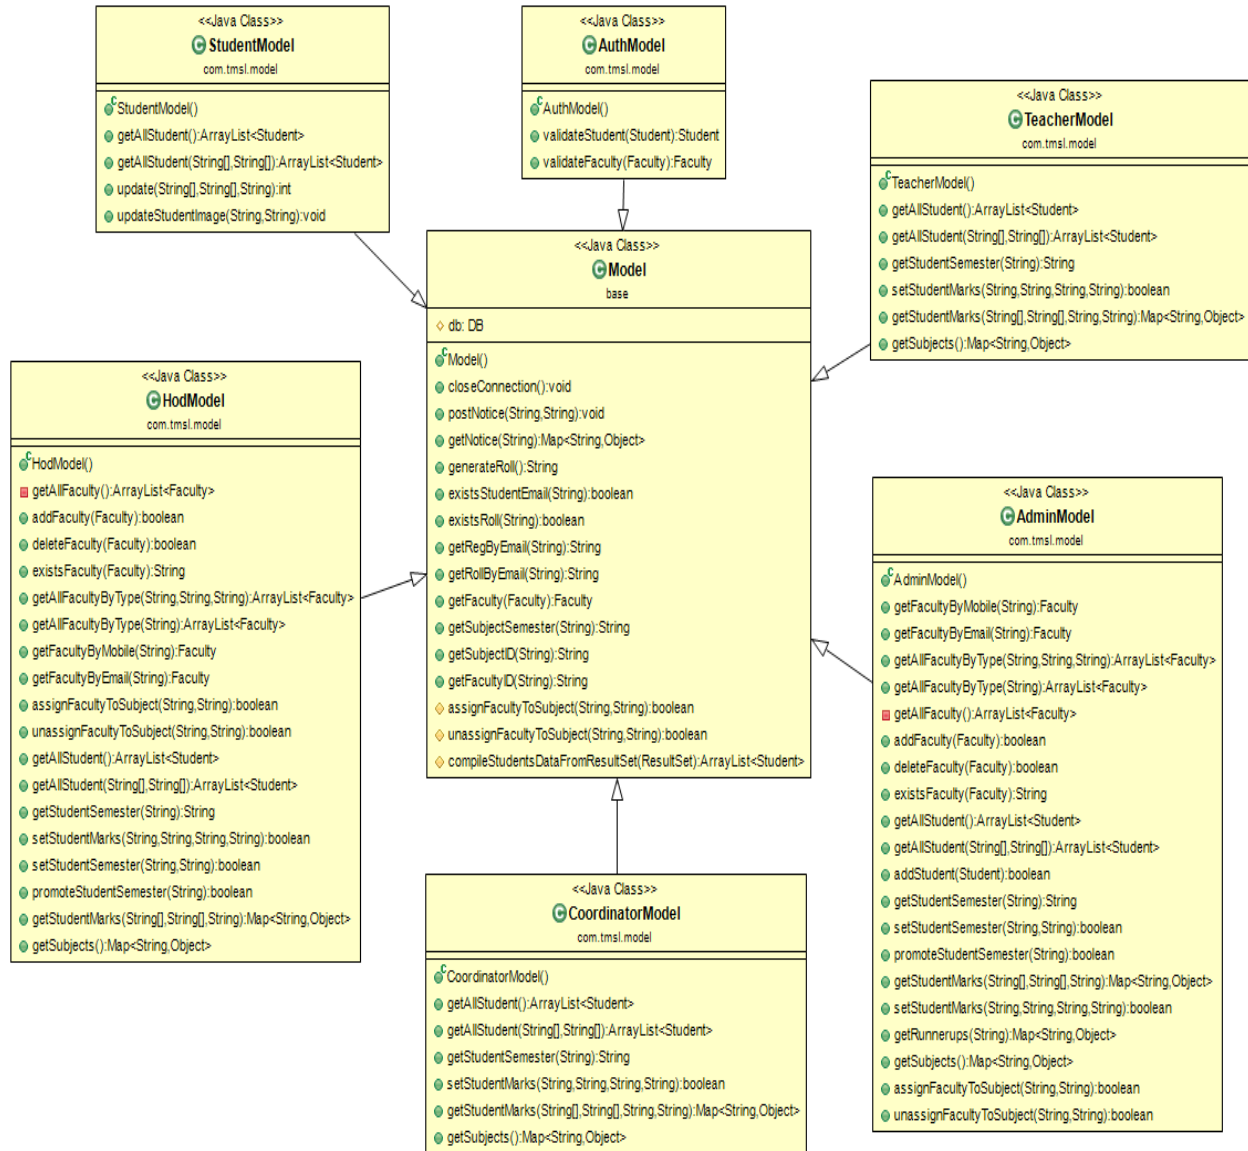 <<Java Class>>
StudentModel
com.tmsl.model
StudentModel()
getAllStudent():ArrayList<Student>
getAllStudent(String[],String[]):ArrayList<Student>
update(String[],String[],String):int
updateStudentImage(String,String):void
<<Java Class>>
AuthModel
com.tmsl.model
AuthModel()
validateStudent(Student):Student
validateFaculty(Faculty):Faculty
<<Java Class>>
TeacherModel
com.tmsl.model
TeacherModel()
getAllStudent():ArrayList<Student>
getAllStudent(String[],String[]):ArrayList<Student>
getStudentSemester(String):String
setStudentMarks(String,String,String,String):boolean
getStudentMarks(String[],String[],String,String):Map<String,Object>
getSubjects():Map<String,Object>
<<Java Class>>
Model
base
db: DB
Model()
closeConnection():void
postNotice(String,String):void
getNotice(String):Map<String,Object>
generateRoll():String
existsStudentEmail(String):boolean
existsRoll(String):boolean
getRegByEmail(String):String
getRollByEmail(String):String
getFaculty(Faculty):Faculty
getSubjectSemester(String):String
getSubjectID(String):String
getFacultyID(String):String
assignFacultyToSubject(String,String):boolean
unassignFacultyToSubject(String,String):boolean
compileStudentsDataFromResultSet(ResultSet):ArrayList<Student>
<<Java Class>>
HodModel
com.tmsl.model
HodModel()
getAllFaculty():ArrayList<Faculty>
addFaculty(Faculty):boolean
deleteFaculty(Faculty):boolean
existsFaculty(Faculty):String
getAllFacultyByType(String,String,String):ArrayList<Faculty>
getAllFacultyByType(String):ArrayList<Faculty>
getFacultyByMobile(String):Faculty
getFacultyByEmail(String):Faculty
assignFacultyToSubject(String,String):boolean
unassignFacultyToSubject(String,String):boolean
getAllStudent():ArrayList<Student>
getAllStudent(String[],String[]):ArrayList<Student>
getStudentSemester(String):String
setStudentMarks(String,String,String,String):boolean
setStudentSemester(String,String):boolean
promoteStudentSemester(String):boolean
getStudentMarks(String[],String[],String):Map<String,Object>
getSubjects():Map<String,Object>
<<Java Class>>
AdminModel
com.tmsl.model
AdminModel()
getFacultyByMobile(String):Faculty
getFacultyByEmail(String):Faculty
getAllFacultyByType(String,String,String):ArrayList<Faculty>
getAllFacultyByType(String):ArrayList<Faculty>
getAllFaculty():ArrayList<Faculty>
addFaculty(Faculty):boolean
deleteFaculty(Faculty):boolean
existsFaculty(Faculty):String
getAllStudent():ArrayList<Student>
getAllStudent(String[],String[]):ArrayList<Student>
addStudent(Student):boolean
getStudentSemester(String):String
setStudentSemester(String,String):boolean
promoteStudentSemester(String):boolean
getStudentMarks(String[],String[],String):Map<String,Object>
setStudentMarks(String,String,String,String):boolean
getRunnerups(String):Map<String,Object>
getSubjects():Map<String,Object>
assignFacultyToSubject(String,String):boolean
unassignFacultyToSubject(String,String):boolean
<<Java Class>>
CoordinatorModel
com.tmsl.model
CoordinatorModel()
getAllStudent():ArrayList<Student>
getAllStudent(String[],String[]):ArrayList<Student>
getStudentSemester(String):String
setStudentMarks(String,String,String,String):boolean
getStudentMarks(String[],String[],String,String):Map<String,Object>
getSubjects():Map<String,Object>